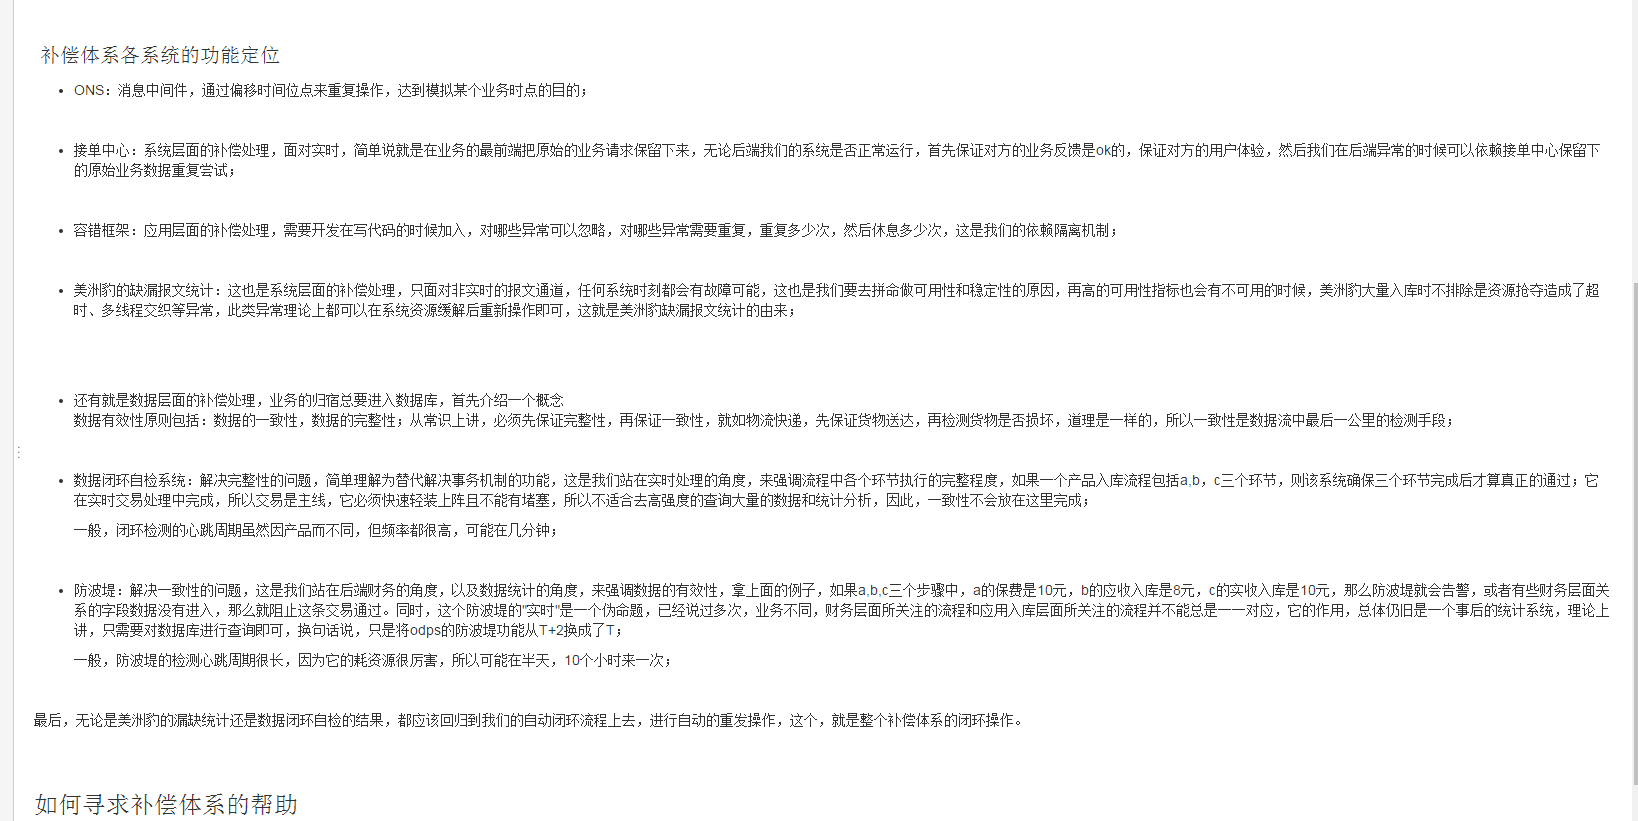 补偿体系各系统的功能定位
• ONS：消息中间件，通过偏移时间位点来重复操作，达到模拟某个业务时点的目的；
• 接单中心：系统层面的补偿处理，面对实时，简单说就是在业务的最前端把原始的业务请求保留下来，无论后端我们的系统是否正常运行，首先保证对方的业务反馈是ok的，保证对方的用户体验，然后我们在后端异常的时候可以依赖接单中心保留下
的原始业务数据重复尝试；
• 容错框架：应用层面的补偿处理，需要开发在写代码的时候加入，对哪些异常可以忽略，对哪些异常需要重复，重复多少次，然后休息多少次，这是我们的依赖隔离机制；
• 美洲豹的缺漏报文统计：这也是系统层面的补偿处理，只面对非实时的报文通道，任何系统时刻都会有故障可能，这也是我们要去拼命做可用性和稳定性的原因，再高的可用性指标也会有不可用的时候，美洲豹大量入库时不排除是资源抢夺造成了超
时、多线程交织等异常，此类异常理论上都可以在系统资源缓解后重新操作即可，这就是美洲豹缺漏报文统计的由来；
• 还有就是数据层面的补偿处理，业务的归宿总要进入数据库，首先介绍一个概念
数据有效性原则包括：数据的一致性，数据的完整性；从常识上讲，必须先保证完整性，再保证一致性，就如物流快递，先保证货物送达，再检测货物是否损坏，道理是一样的，所以一致性是数据流中最后一公里的检测手段；
• 数据闭环自检系统：解决完整性的问题，简单理解为替代解决事务机制的功能，这是我们站在实时处理的角度，来强调流程中各个环节执行的完整程度，如果一个产品入库流程包括a,b，c三个环节，则该系统确保三个环节完成后才算真正的通过；它
在实时交易处理中完成，所以交易是主线，它必须快速轻装上阵且不能有堵塞，所以不适合去高强度的查询大量的数据和统计分析，因此，一致性不会放在这里完成；
一般，闭环检测的心跳周期虽然因产品而不同，但频率都很高，可能在几分钟；
• 防波堤：解决一致性的问题，这是我们站在后端财务的角度，以及数据统计的角度，来强调数据的有效性，拿上面的例子，如果a,b,c三个步骤中，a的保费是10元，b的应收入库是8元，c的实收入库是10元，那么防波堤就会告警，或者有些财务层面关
系的字段数据没有进入，那么就阻止这条交易通过。同时，这个防波堤的"实时"是一个伪命题，已经说过多次，业务不同，财务层面所关注的流程和应用入库层面所关注的流程并不能总是一一对应，它的作用，总体仍旧是一个事后的统计系统，理论上
讲，只需要对数据库进行查询即可，换句话说，只是将odps的防波堤功能从T+2换成了T；
一般，防波堤的检测心跳周期很长，因为它的耗资源很厉害，所以可能在半天，10个小时来一次；
最后，无论是美洲豹的漏缺统计还是数据闭环自检的结果，都应该回归到我们的自动闭环流程上去，进行自动的重发操作，这个，就是整个补偿体系的闭环操作。
如何寻求补偿体系的帮助